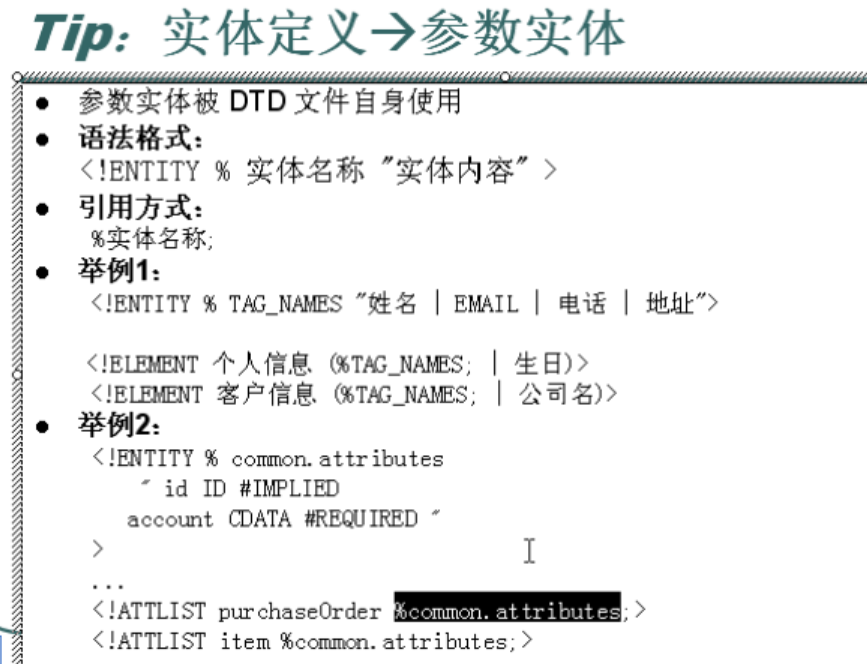 Tip：实体定义→参数实体
● 参数实体被 DTD 文件自身使用
● 语法格式：
<!ENTITY % 实体名称 "实体内容" >
● 引用方式：
%实体名称;
● 举例1：
<!ENTITY % TAG_NAMES "姓名 | EMAIL | 电话 | 地址">
<!ELEMENT 个人信息 (%TAG_NAMES; | 生日)>
<!ELEMENT 客户信息 (%TAG_NAMES; | 公司名)>
● 举例2：
<!ENTITY % common.attributes
" id ID #IMPLIED
account CDATA #REQUIRED "
>
...
<!ATTLIST purchaseOrder %common.attributes;>
<!ATTLIST item %common.attributes;>